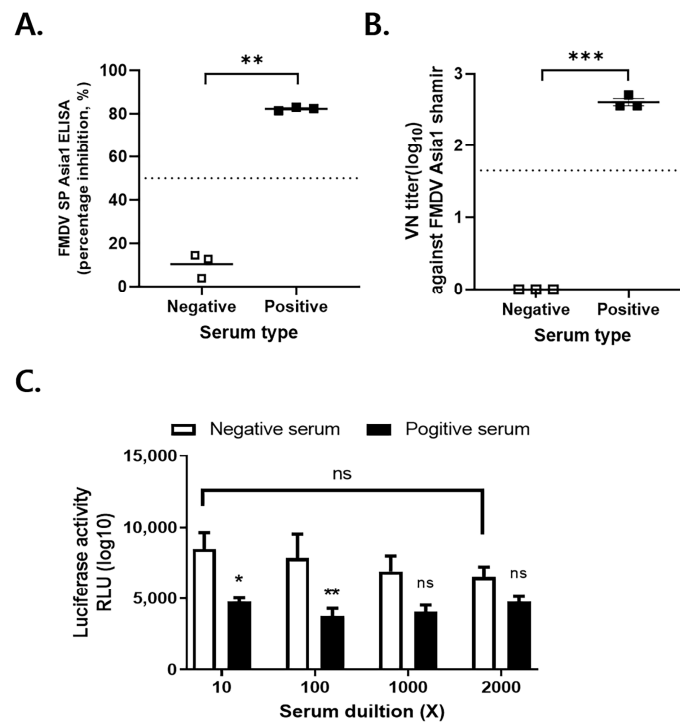 A.
**
FMDV SP Asia1 ELISA
(percentage inhibition, %)
100
80
60
40
20
0
Negative
Positive
Serum type
B.
***
VN titer(log10)
against FMDV Asia1 shamir
3
2
1
0
Negative
Positive
Serum type
C.
Negative serum
Pogitive serum
Luciferase activity
RLU (log10)
15,000
10,000
5,000
0
ns
*
**
ns
ns
10
100
1000
2000
Serum duiltion (X)